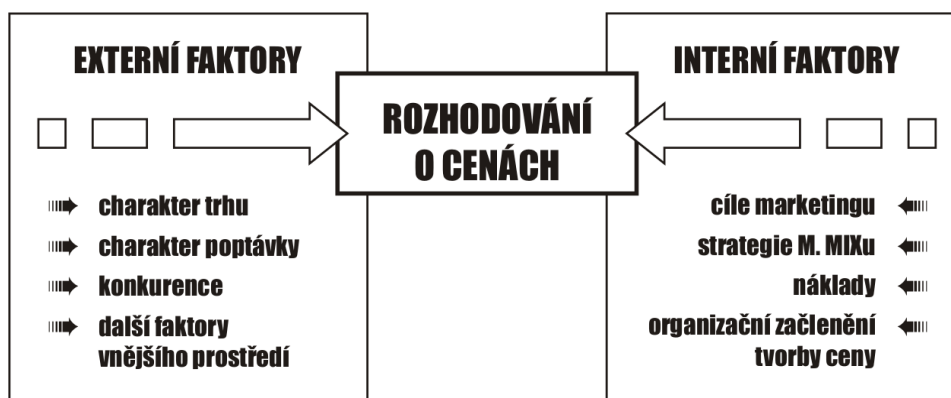 EXTERNÍ FAKTORY
charakter trhu
charakter poptávky
konkurence
další faktory
vnějšího prostředí
ROZHODOVÁNÍ
O CENÁCH
INTERNÍ FAKTORY
cíle marketingu
strategie M. MIXu
náklady
organizační začlenění
tvorby ceny